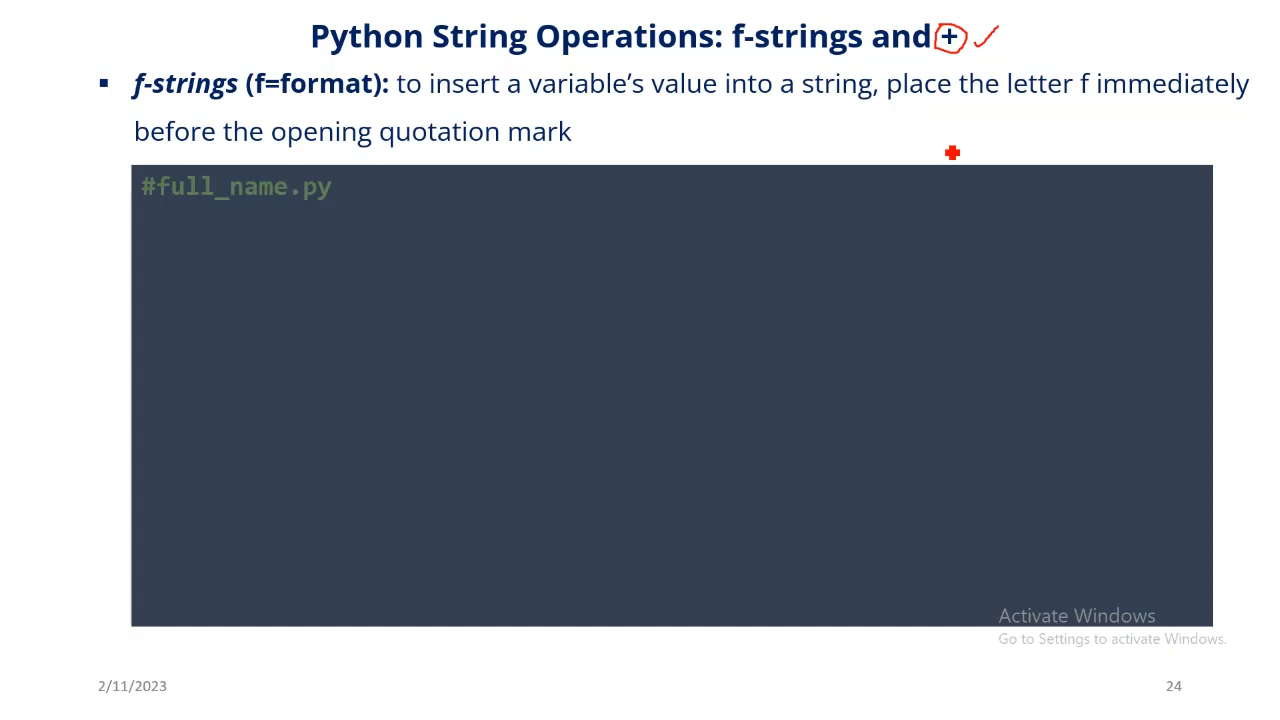 Python String Operations: f-strings and +
▪ f-strings (f=format): to insert a variable’s value into a string, place the letter f immediately
before the opening quotation mark
#full_name.py
Activate Windows
Go to Settings to activate Windows.
2/11/2023
24